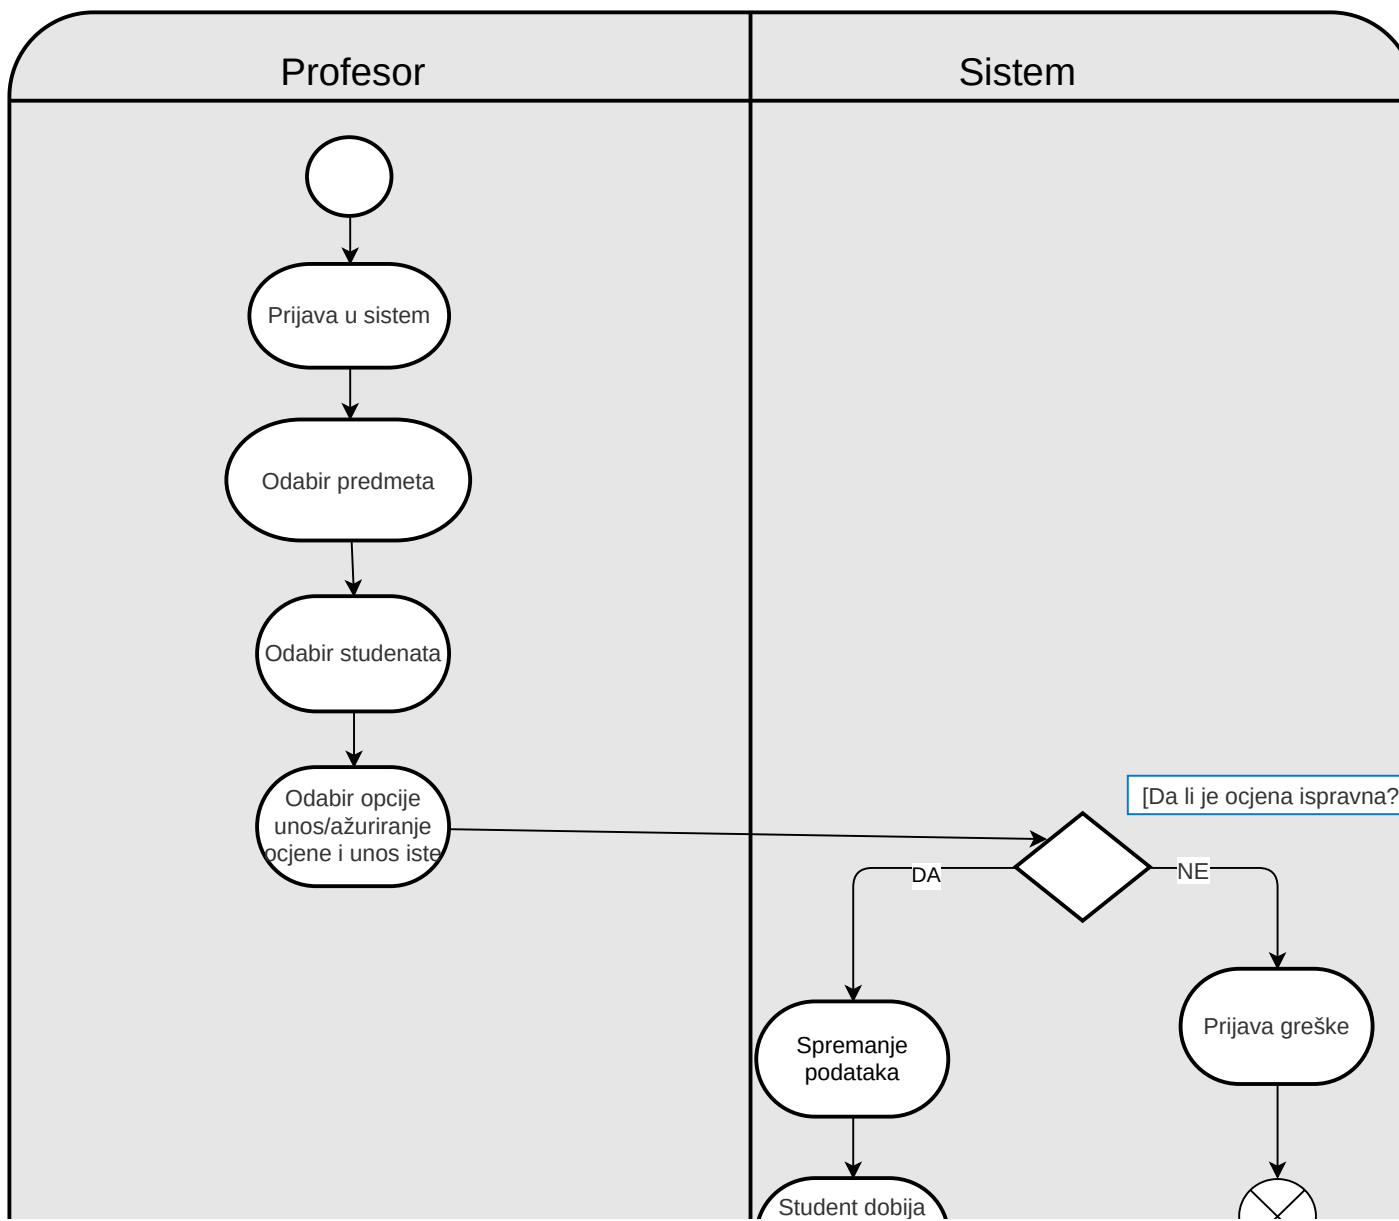 Profesor
Sistem
Prijava u sistem
Odabir predmeta
Odabir studenata
Odabir opcije
unos/ažuriranje
ocjene i unos iste
[Da li je ocjena ispravna?
DA
NE
Spremanje
podataka
Prijava greške
Student dobija